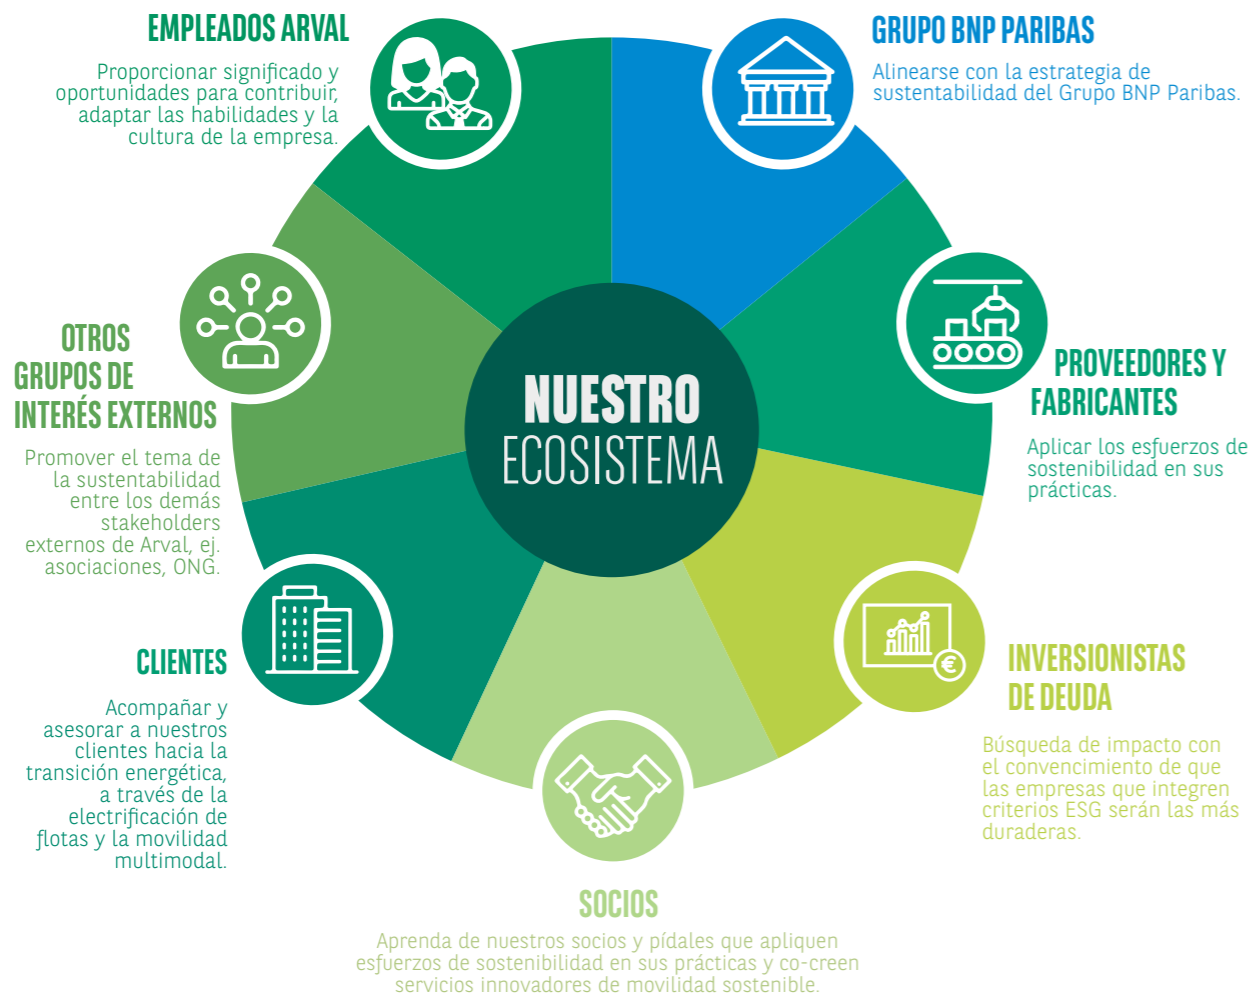 EMPLEADOS ARVAL
Proporcionar significado y
oportunidades para contribuir,
adaptar las habilidades y la
cultura de la empresa.
GRUPO BNP PARIBAS
Alinearse con la estrategia de
sustentabilidad del Grupo BNP Paribas.
PROVEEDORES Y
FABRICANTES
Aplicar los esfuerzos de
sostenibilidad en sus
prácticas.
INVERSIONISTAS
DE DEUDA
Búsqueda de impacto con
el convencimiento de que
las empresas que integren
criterios ESG serán las más
duraderas.
€
SOCIOS
Aprenda de nuestros socios y pídales que apliquen
esfuerzos de sostenibilidad en sus prácticas y co-creen
servicios innovadores de movilidad sostenible.
CLIENTES
Acompañar y
asesorar a nuestros
clientes hacia la
transición energética,
a través de la
electrificación de
flotas y la movilidad
multimodal.
OTROS
GRUPOS DE
INTERÉS EXTERNOS
Promover el tema de
la sustentabilidad
entre los demás
stakeholders
externos de Arval, ej.
asociaciones, ONG.
NUESTRO
ECOSISTEMA